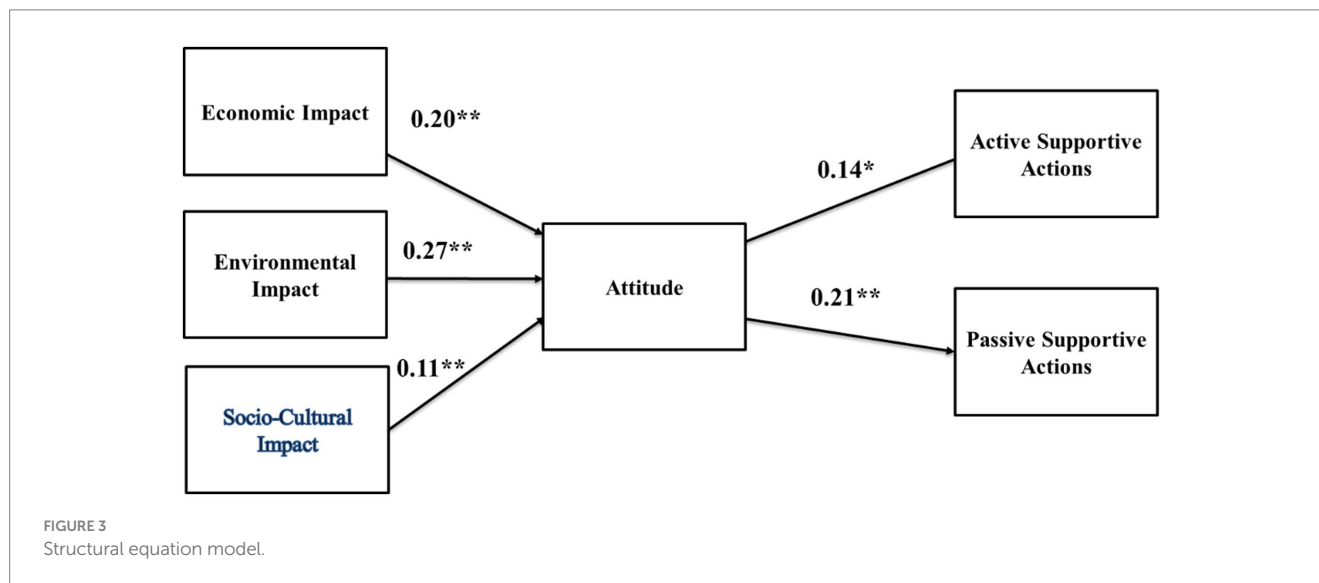 Economic Impact
0.20**
Environmental
Impact
0.27**
Socio-Cultural
Impact
0.11**
Attitude
0.14*
Active Supportive
Actions
0.21**
Passive Supportive
Actions
FIGURE 3
Structural equation model.